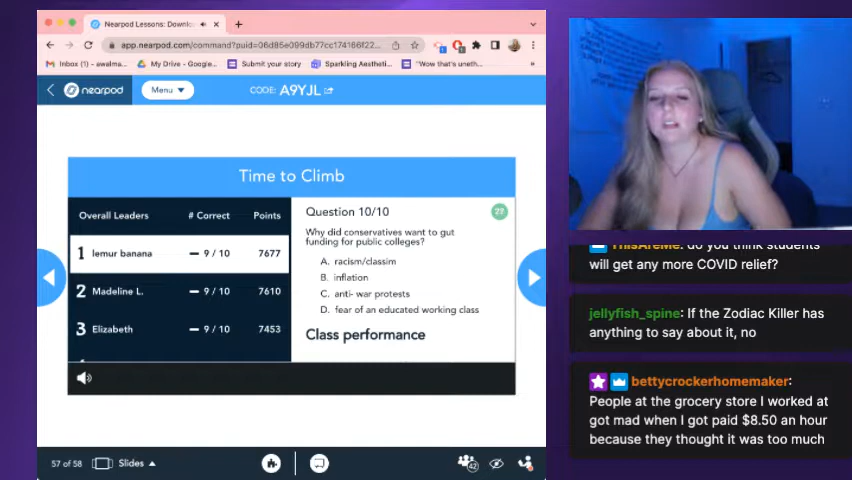 Nearpod Lessons: Downlo
app.nearpod.com/command?puid=06d85e099db77cc174166f22...
Inbox (awalma...
My Drive - Google...
Submit your story
Sparkling Aesthetic...
"Wow that's uneth...
»
nearpod
Menu
CODE: A9YJL
Time to Climb
Overall Leaders # Correct Points
1 lemur banana 9 / 10 7677
2 Madeline L. 9 / 10 7610
3 Elizabeth 9 / 10 7453
Question 10/10
27
Why did conservatives want to gut
funding for public colleges?
A. racism/classim
B. inflation
C. anti- war protests
D. fear of an educated working class
Class performance
57 of 58
Slides
42
ThisAreMe: do you think students
will get any more COVID relief?
jellyfish_spine: If the Zodiac Killer has
anything to say about it, no
bettycrockerhomemaker:
People at the grocery store I worked at
got mad when I got paid $8.50 an hour
because they thought it was too much